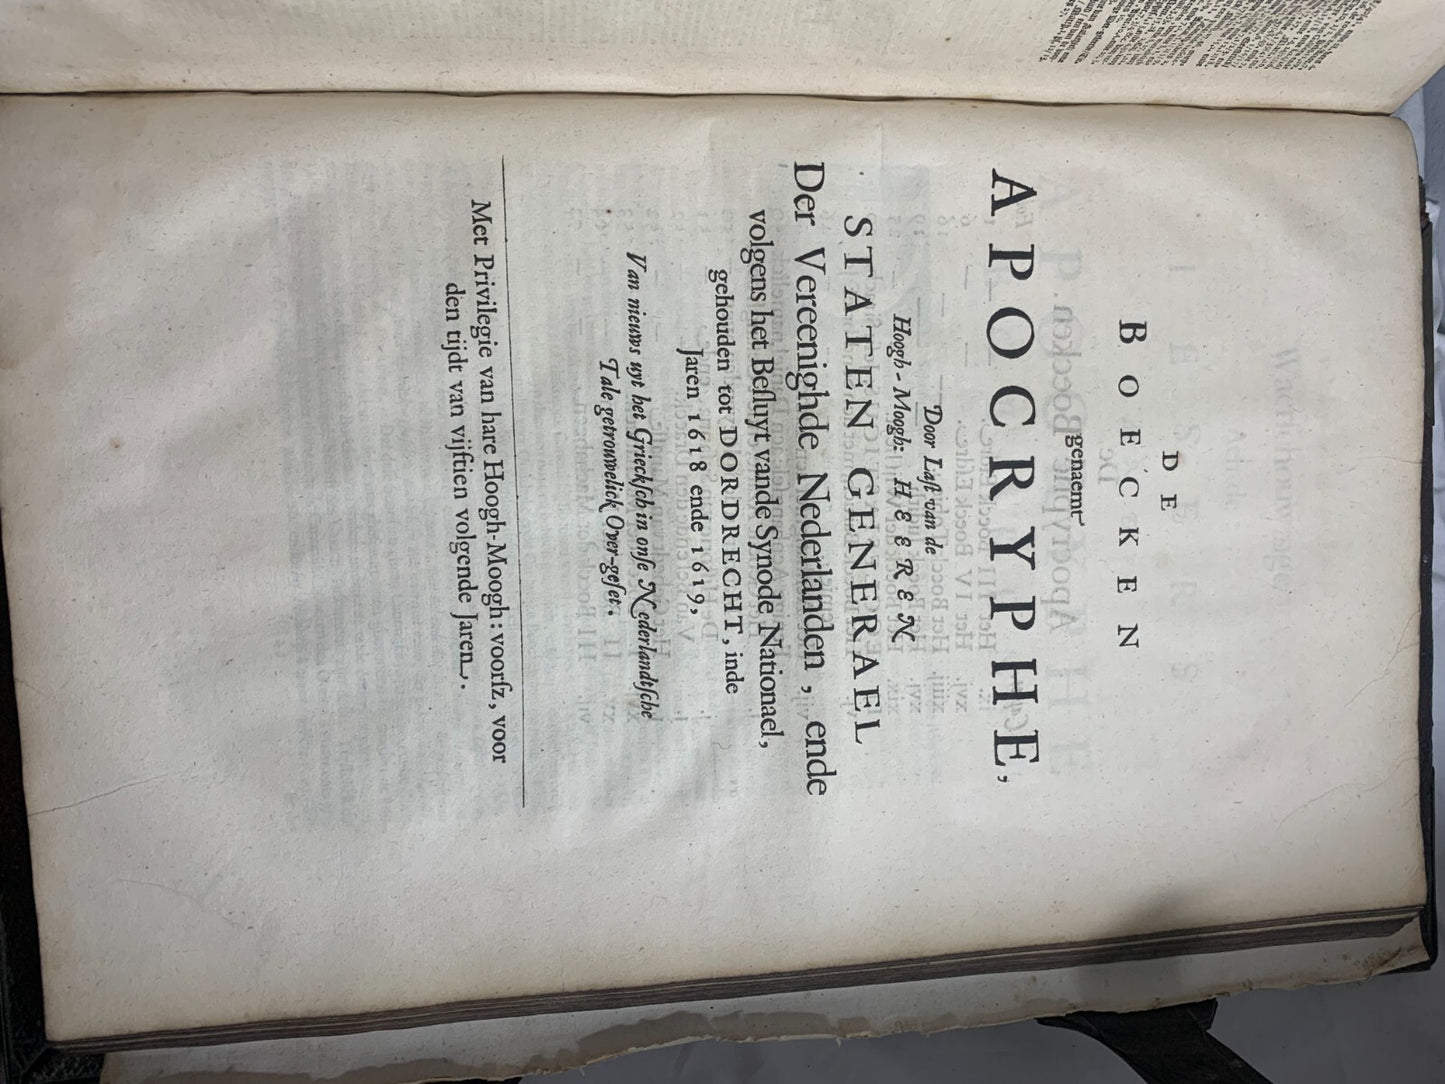 DE
BOECKEN
genaemt
APOCRYPHE,
Door Laſt van de
Hoogh-Moogh: HEEREN
STATEN GENERAEL
Der Vereenighde Nederlanden, ende
volgens het Beſluyt vande Synode Nationael,
gehouden tot DORDRECHT, inde
Jaren 1618 ende 1619,
Van nieuws uyt het Grieckſch in onſe Nederlandtſche
Tale getrouwelick Over-geſet.
Met Privilegie van hare Hoogh-Moogh: voorſz, voor
den tijdt van vijftien volgende Jaren.